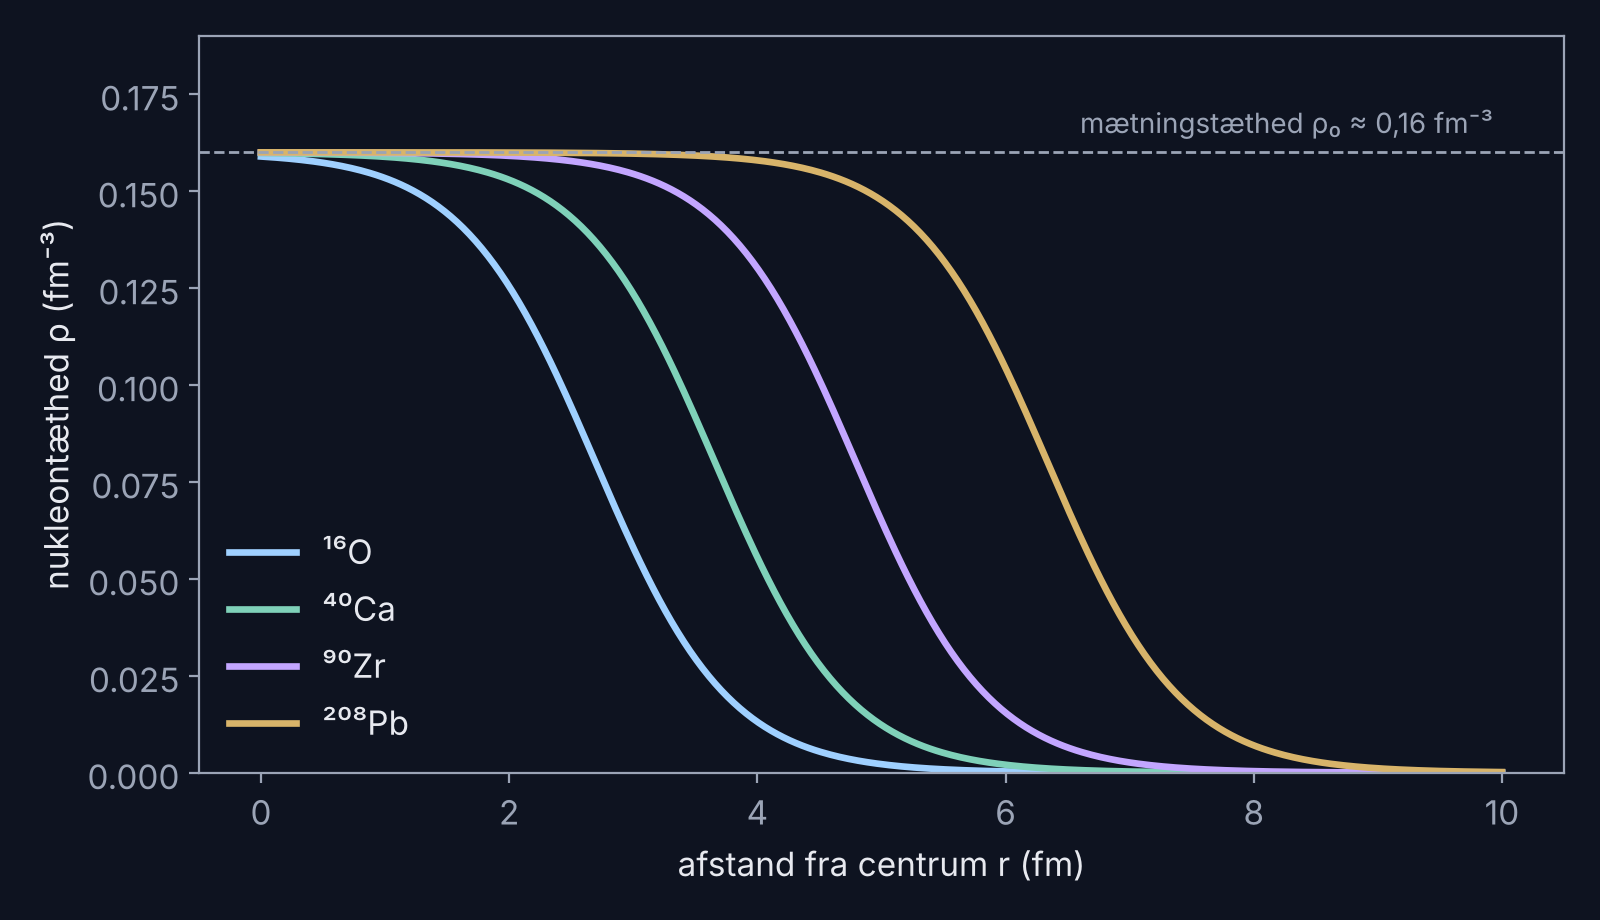 mætningstæthed ρ₀ ≈ 0,16 fm⁻³
0.175
0.150
0.125
0.100
0.075
0.050
0.025
0.000
nukleontæthed ρ (fm⁻³)
¹⁶O
⁴⁰Ca
⁹⁰Zr
²⁰⁸Pb
0 2 4 6 8 10
afstand fra centrum r (fm)